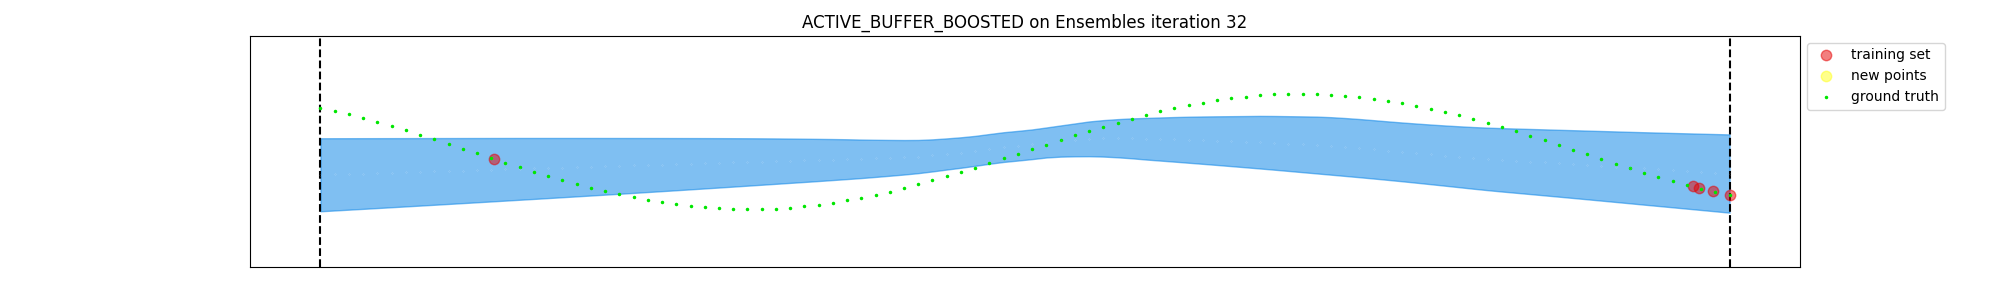 ACTIVE_BUFFER_BOOSTED on Ensembles iteration 32
training set
new points
ground truth